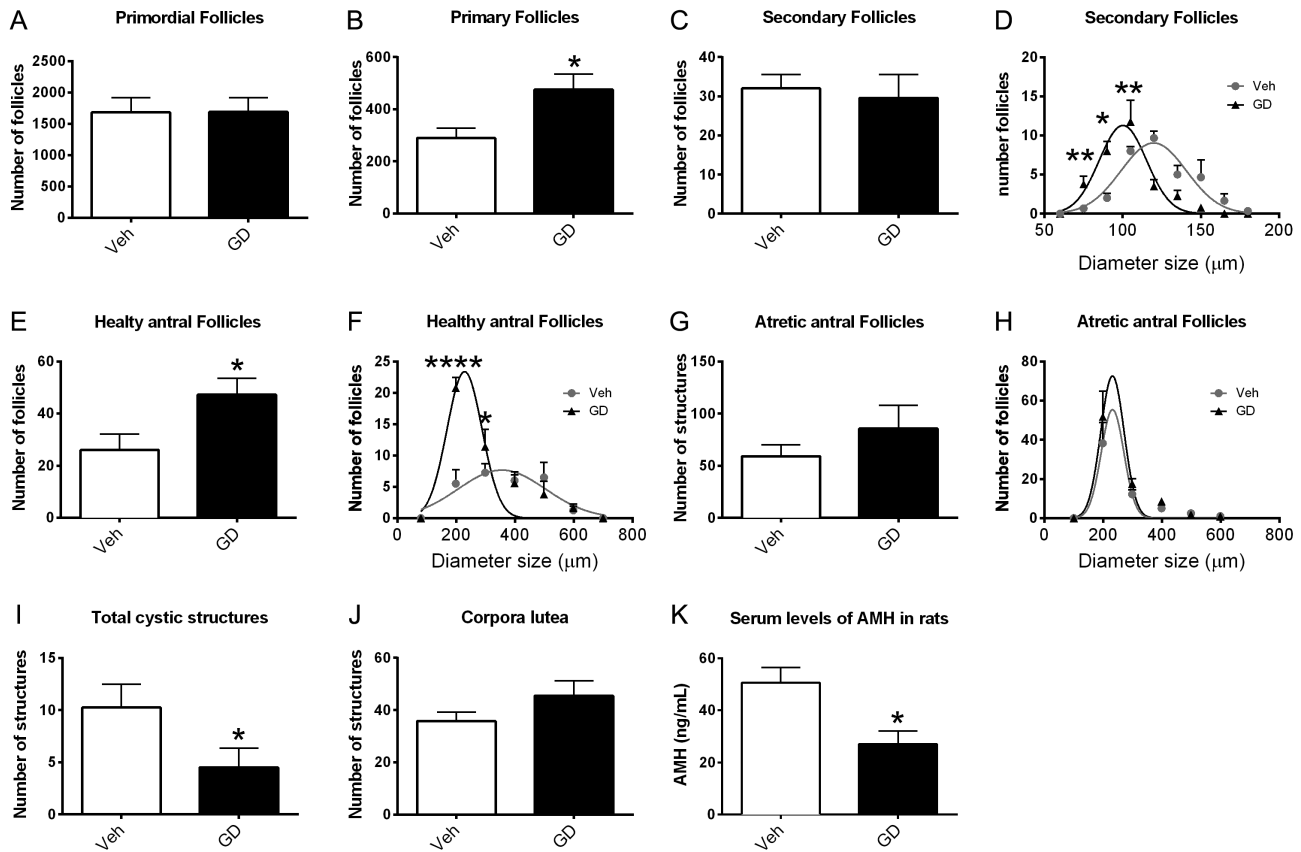 A Primordial Follicles
Number of follicles
2500
2000
1500
1000
500
0
Veh GD
B Primary Follicles
Number of follicles
600
400
200
0
*
Veh GD
C Secondary Follicles
Number of follicles
40
30
20
10
0
Veh GD
D Secondary Follicles
number follicles
20
15
10
5
0
** * **
Veh
GD
50 100 150 200
Diameter size (μm)
E Healty antral Follicles
Number of follicles
60
40
20
0
*
Veh GD
F Healthy antral Follicles
Number of follicles
25
20
15
10
5
0
****
*
Veh
GD
0 200 400 600 800
Diameter size (μm)
G Atretic antral Follicles
Number of structures
150
100
50
0
Veh GD
H Atretic antral Follicles
Number of follicles
80
60
40
20
0
Veh
GD
0 200 400 600 800
Diameter size (μm)
I Total cystic structures
Number of structures
15
10
5
0
*
Veh GD
J Corpora lutea
Number of structures
60
40
20
0
Veh GD
K Serum levels of AMH in rats
AMH (ng/mL)
60
40
20
0
*
Veh GD